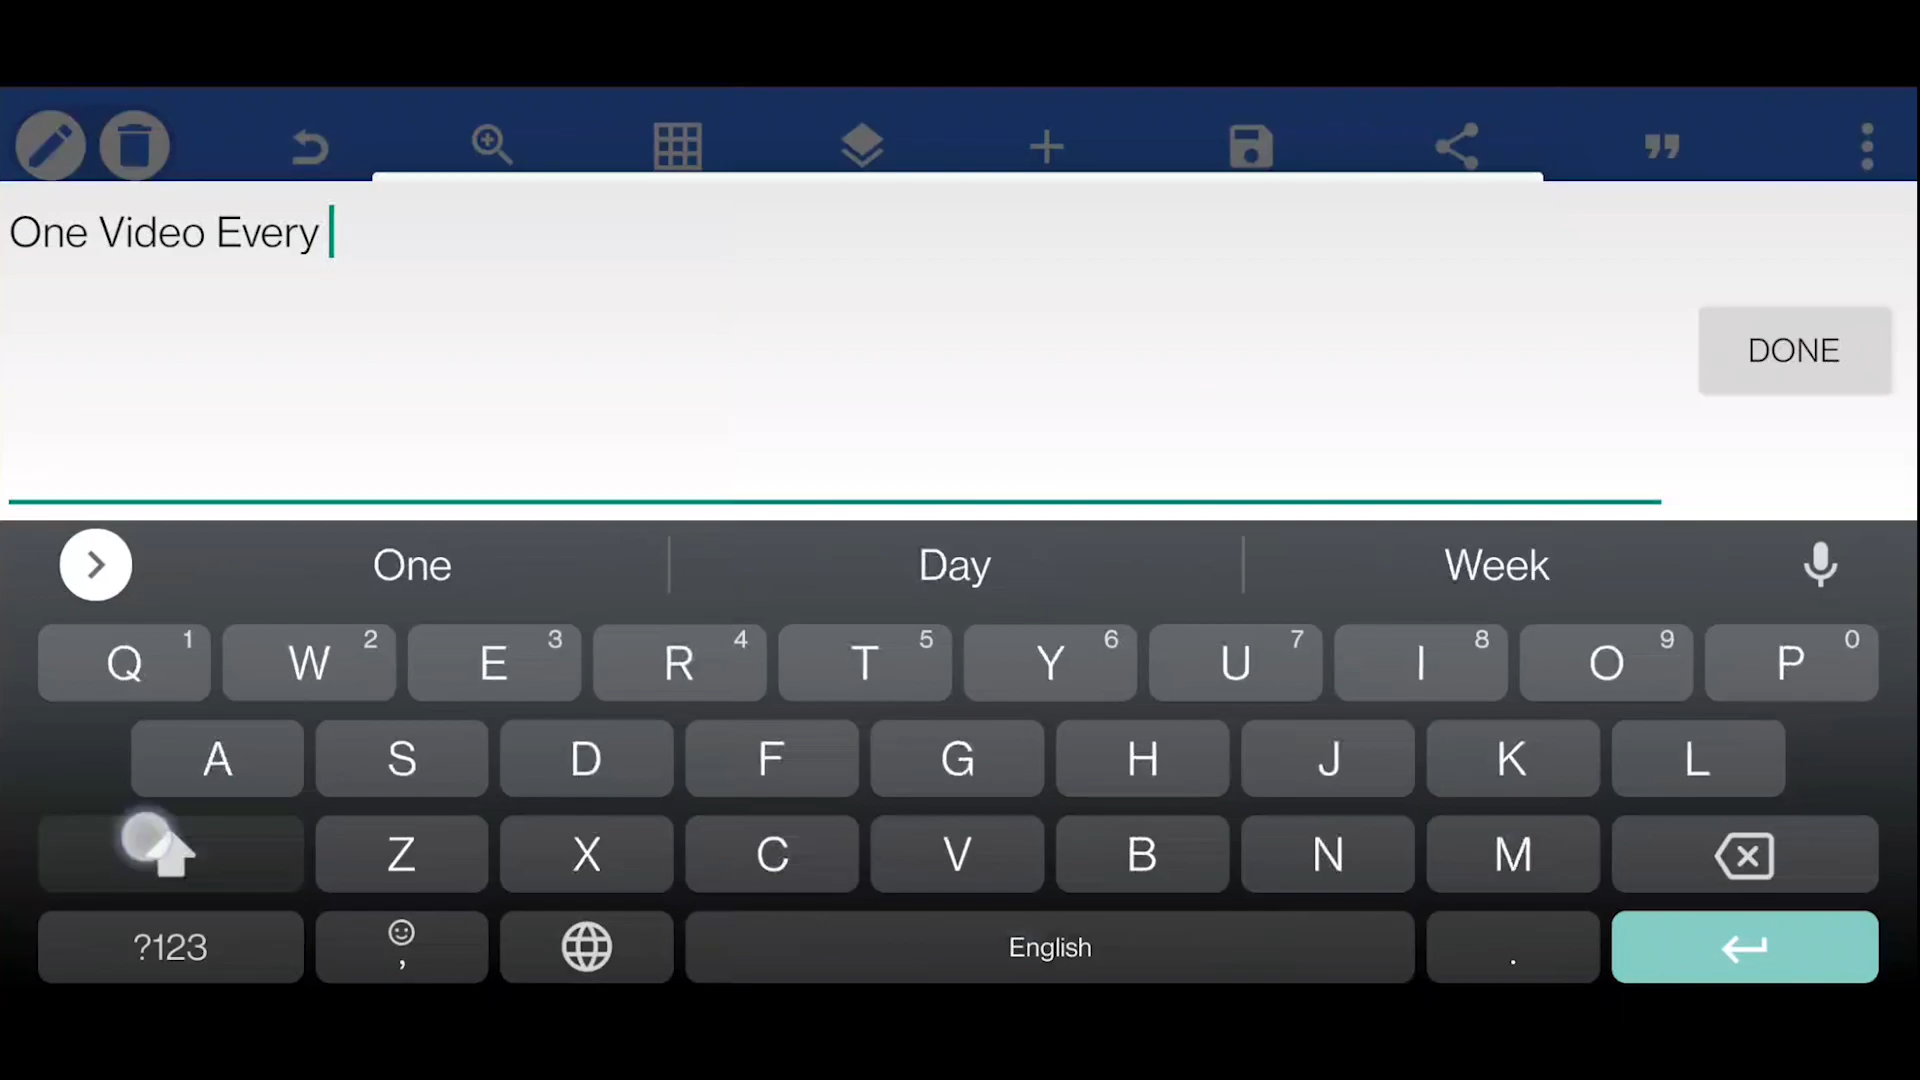 One Video Every
DONE
One Day Week
Q 1 W 2 E 3 R 4 T 5 Y 6 U 7 I 8 O 9 P 0
A S D F G H J K L
Z X C V B N M
?123 , English .